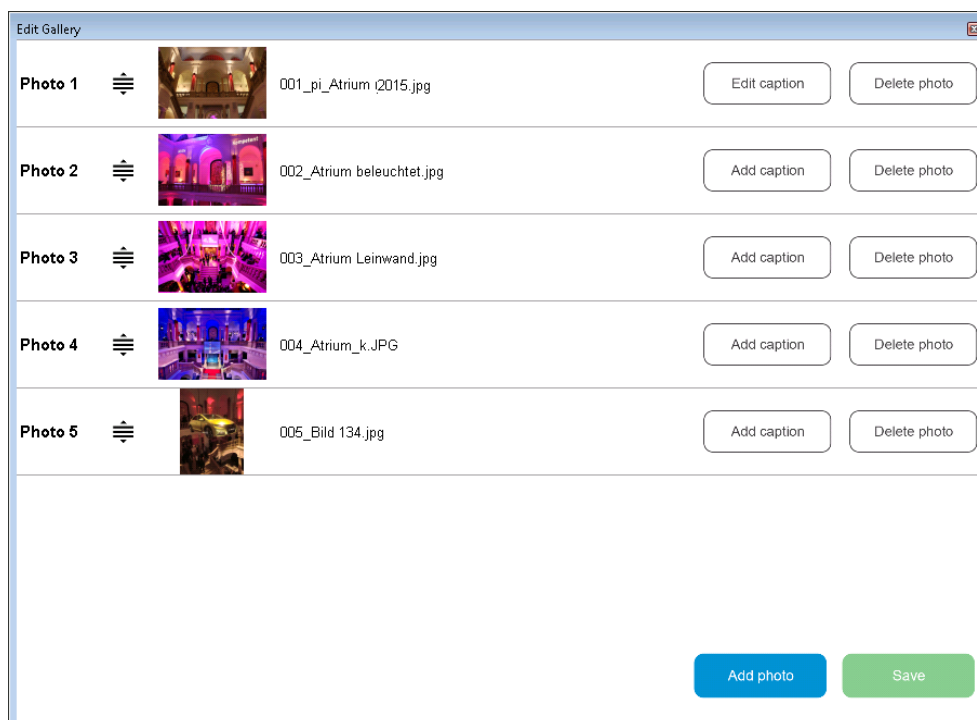 Edit Gallery
Photo 1 001_pi_Atrium 2015.jpg Edit caption Delete photo
Photo 2 002_Atrium beleuchtet.jpg Add caption Delete photo
Photo 3 003_Atrium Leinwand.jpg Add caption Delete photo
Photo 4 004_Atrium_k.JPG Add caption Delete photo
Photo 5 005_Bild 134.jpg Add caption Delete photo
Add photo Save